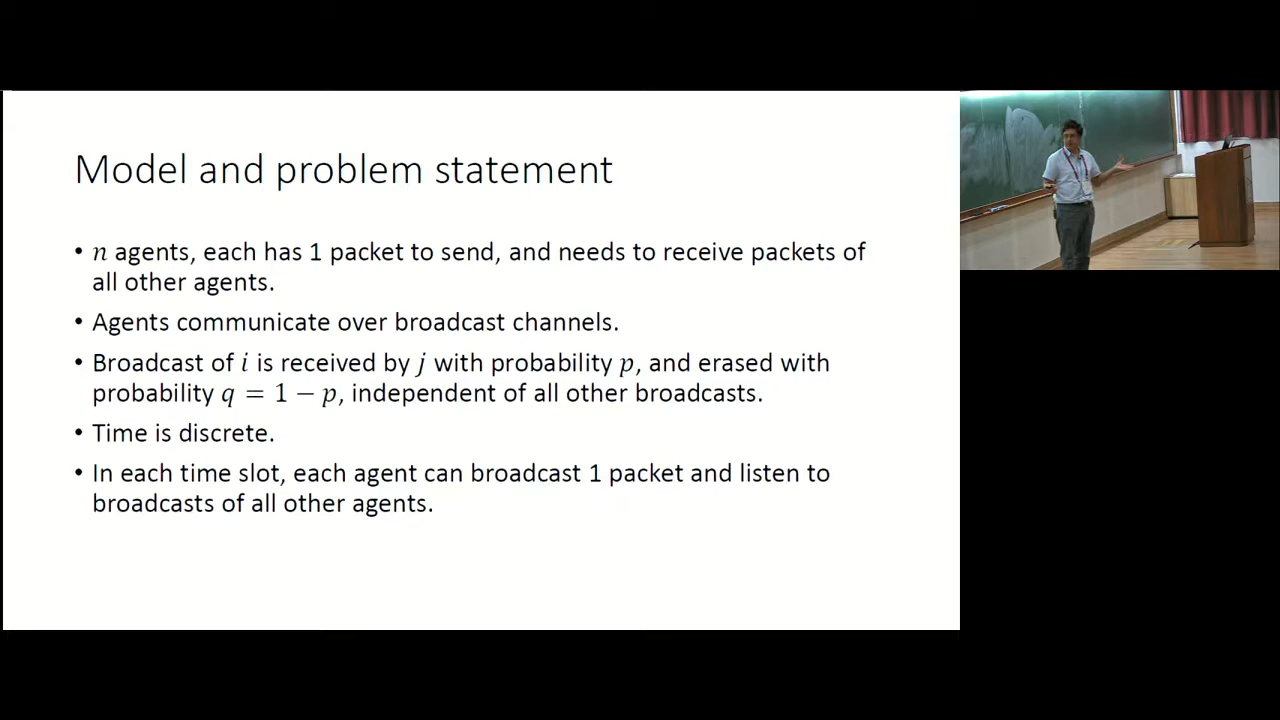 Model and problem statement
• n agents, each has 1 packet to send, and needs to receive packets of
all other agents.
• Agents communicate over broadcast channels.
• Broadcast of i is received by j with probability p, and erased with
probability q = 1 − p, independent of all other broadcasts.
• Time is discrete.
• In each time slot, each agent can broadcast 1 packet and listen to
broadcasts of all other agents.